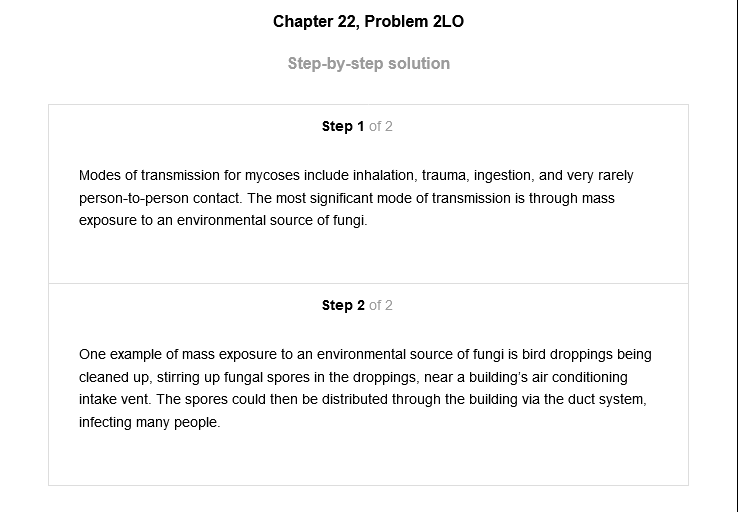 Chapter 22, Problem 2LO
Step-by-step solution
Step 1 of 2
Modes of transmission for mycoses include inhalation, trauma, ingestion, and very rarely
person-to-person contact. The most significant mode of transmission is through mass
exposure to an environmental source of fungi.
Step 2 of 2
One example of mass exposure to an environmental source of fungi is bird droppings being
cleaned up, stirring up fungal spores in the droppings, near a building's air conditioning
intake vent. The spores could then be distributed through the building via the duct system,
infecting many people.